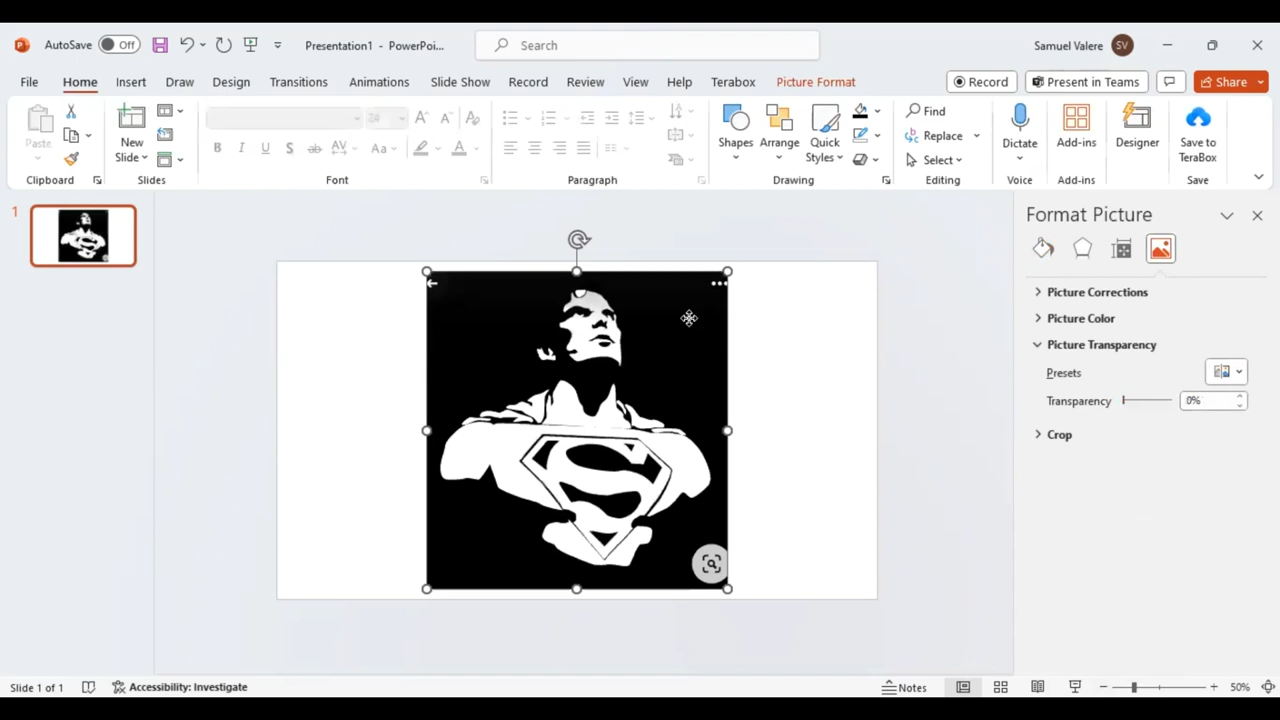 AutoSave Off Presentation1 - PowerPoi... Search Samuel Valere SV
File Home Insert Draw Design Transitions Animations Slide Show Record Review View Help Terabox Picture Format Record Present in Teams Share
Paste New Slide Shapes Arrange Quick Styles Find Replace Select Dictate Add-ins Designer Save to TeraBox
B I U S ab AV Aa A
Clipboard Slides Font Paragraph Drawing Editing Voice Add-ins Save
1
Format Picture
Picture Corrections
Picture Color
Picture Transparency
Presets
Transparency 0%
Crop
S
Slide 1 of 1 Accessibility: Investigate Notes 50%